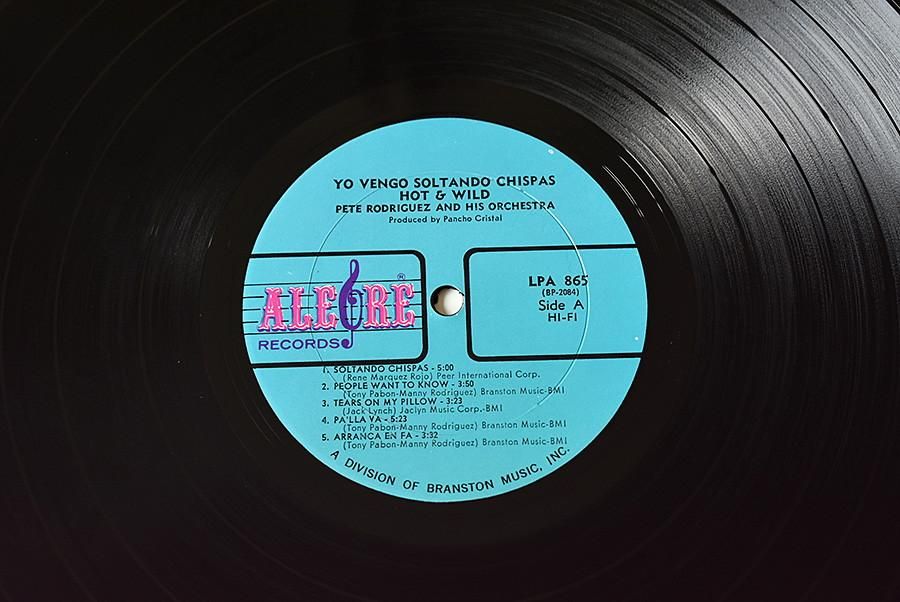 YO VENGO SOLTANDO CHISPAS
HOT & WILD
PETE RODRIGUEZ AND HIS ORCHESTRA
Produced by Pancho Cristal
ALEGRE®
RECORDS
LPA 865
(BP-2084)
Side A
HI-FI
1. SOLTANDO CHISPAS - 5:00
(Rene Marquez Rojo) Peer International Corp.
2. PEOPLE WANT TO KNOW - 3:50
(Tony Pabon-Manny Rodriguez) Branston Music-BMI
3. TEARS ON MY PILLOW - 3:23
(Jack Lynch) Jaclyn Music Corp.-BMI
4. PA'LLA VA - 5:23
(Tony Pabon-Manny Rodriguez) Branston Music-BMI
5. ARRANCA EN FA - 3:32
(Tony Pabon-Manny Rodriguez) Branston Music-BMI
A DIVISION OF BRANSTON MUSIC, INC.